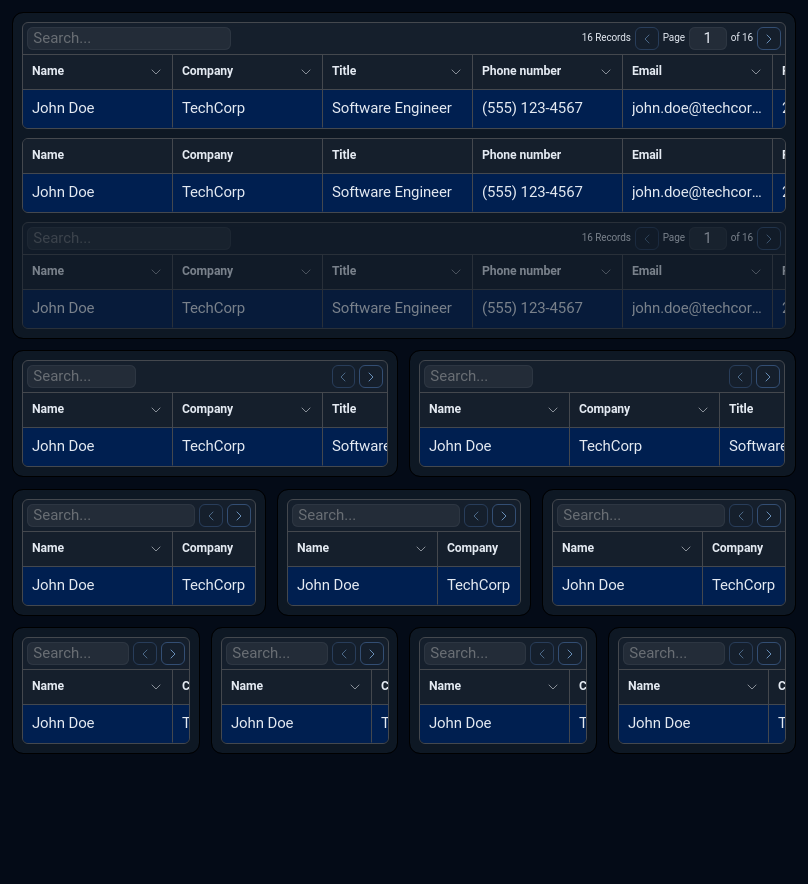 Search... 16 Records Page 1 of 16
Name Company Title Phone number Email
John Doe TechCorp Software Engineer (555) 123-4567 john.doe@techcor...
Name Company Title Phone number Email
John Doe TechCorp Software Engineer (555) 123-4567 john.doe@techcor...
Search... 16 Records Page 1 of 16
Name Company Title Phone number Email
John Doe TechCorp Software Engineer (555) 123-4567 john.doe@techcor...
Search... Search...
Name Company Title Name Company Title
John Doe TechCorp Software John Doe TechCorp Software
Search... Search... Search...
Name Company Name Company Name Company
John Doe TechCorp John Doe TechCorp John Doe TechCorp
Search... Search... Search... Search...
Name C Name C Name C Name C
John Doe T John Doe T John Doe T John Doe T